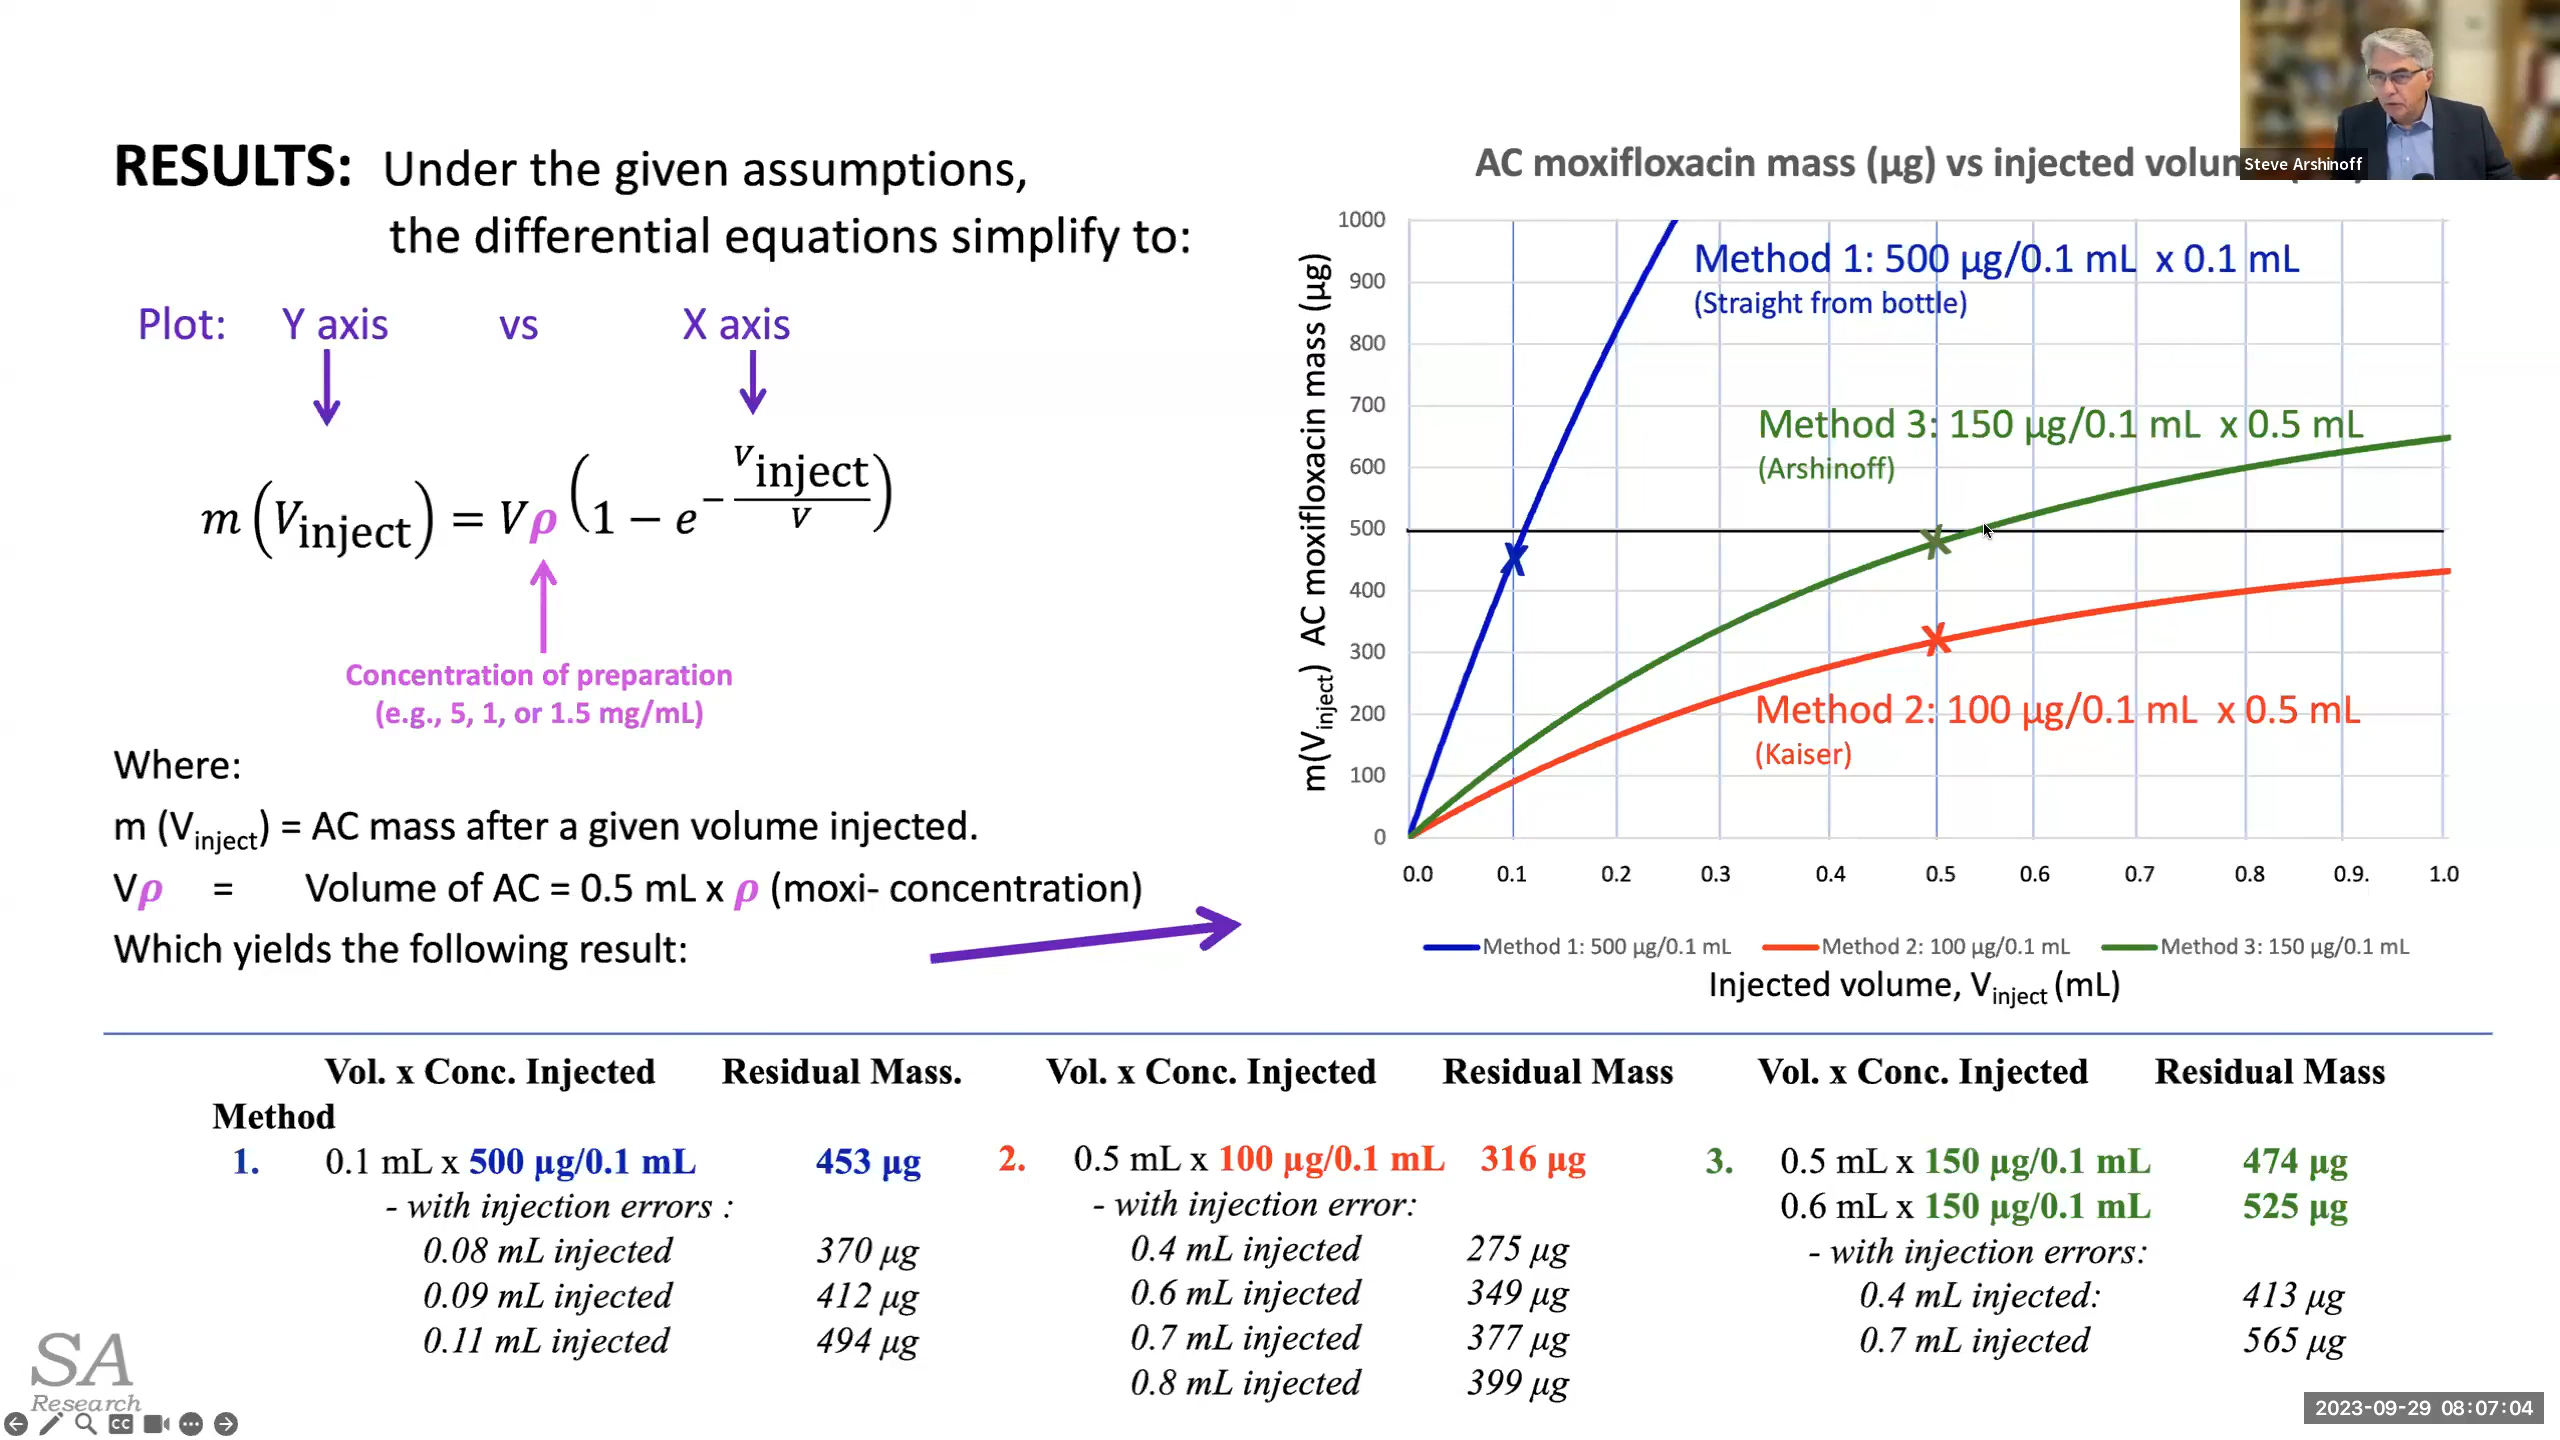 RESULTS: Under the given assumptions,
the differential equations simplify to:
Plot: Y axis vs X axis
m(V_inject) = Vρ(1 − e^(−V_inject/V))
Concentration of preparation
(e.g., 5, 1, or 1.5 mg/mL)
Where:
m (V_inject) = AC mass after a given volume injected.
Vρ = Volume of AC = 0.5 mL x ρ (moxi- concentration)
Which yields the following result:
AC moxifloxacin mass (µg) vs injected
Steve Arshinoff
m(V_inject) AC moxifloxacin mass (µg)
1000
900
800
700
600
500
400
300
200
100
0
Method 1: 500 µg/0.1 mL x 0.1 mL
(Straight from bottle)
Method 3: 150 µg/0.1 mL x 0.5 mL
(Arshinoff)
Method 2: 100 µg/0.1 mL x 0.5 mL
(Kaiser)
0.0 0.1 0.2 0.3 0.4 0.5 0.6 0.7 0.8 0.9. 1.0
Method 1: 500 µg/0.1 mL Method 2: 100 µg/0.1 mL Method 3: 150 µg/0.1 mL
Injected volume, V_inject (mL)
Vol. x Conc. Injected Residual Mass. Vol. x Conc. Injected Residual Mass Vol. x Conc. Injected Residual Mass
Method
1. 0.1 mL x 500 µg/0.1 mL 453 µg
- with injection errors :
0.08 mL injected 370 µg
0.09 mL injected 412 µg
0.11 mL injected 494 µg
2. 0.5 mL x 100 µg/0.1 mL 316 µg
- with injection error:
0.4 mL injected 275 µg
0.6 mL injected 349 µg
0.7 mL injected 377 µg
0.8 mL injected 399 µg
3. 0.5 mL x 150 µg/0.1 mL 474 µg
0.6 mL x 150 µg/0.1 mL 525 µg
- with injection errors:
0.4 mL injected: 413 µg
0.7 mL injected 565 µg
SA
Research
CC
2023-09-29 08:07:04